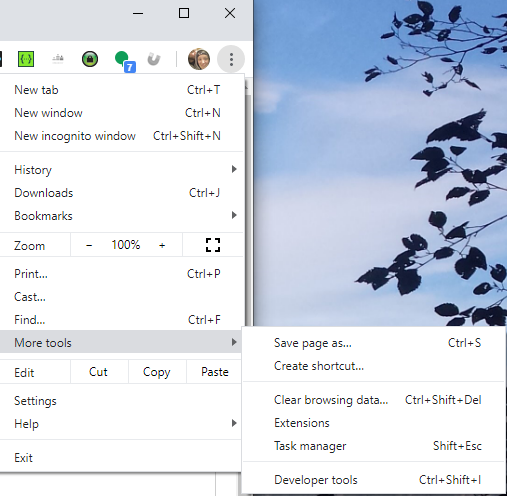 7
New tab Ctrl+T
New window Ctrl+N
New incognito window Ctrl+Shift+N
History
Downloads Ctrl+J
Bookmarks
Zoom − 100% +
Print... Ctrl+P
Cast...
Find... Ctrl+F
More tools
Edit Cut Copy Paste
Settings
Help
Exit
Save page as... Ctrl+S
Create shortcut...
Clear browsing data... Ctrl+Shift+Del
Extensions
Task manager Shift+Esc
Developer tools Ctrl+Shift+I